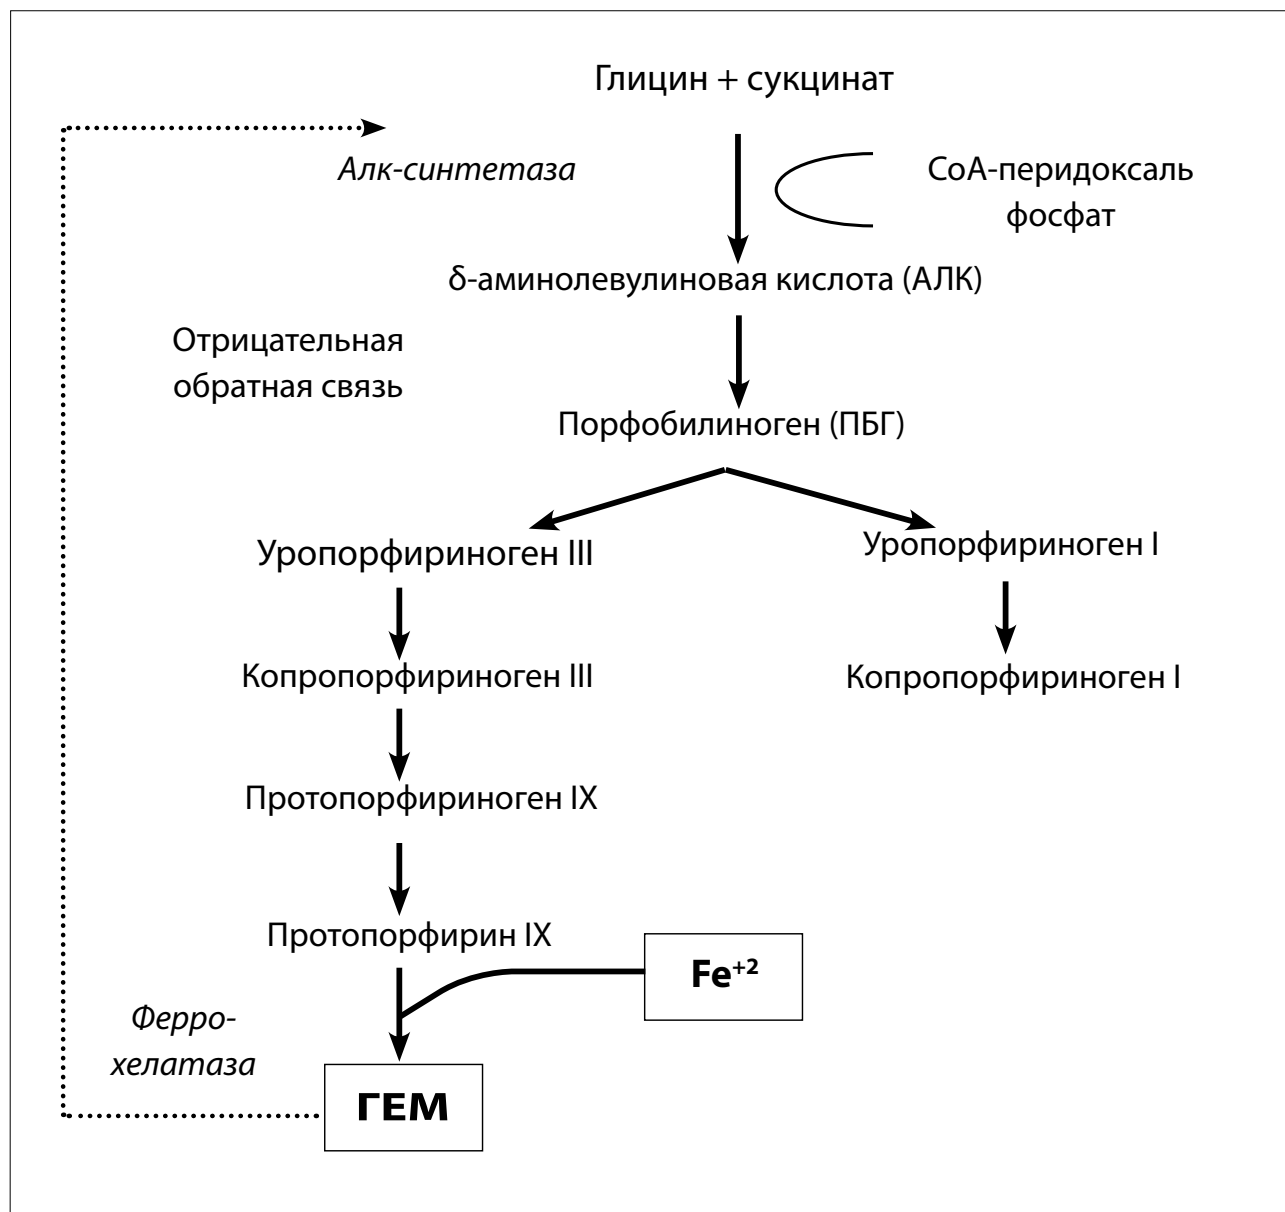 Глицин + сукцинат
Алк-синтетаза
СоА-перидоксаль
фосфат
δ-аминолевулиновая кислота (АЛК)
Отрицательная
обратная связь
Порфобилиноген (ПБГ)
Уропорфириноген III
Уропорфириноген I
Копропорфириноген III
Копропорфириноген I
Протопорфириноген IX
Протопорфирин IX
Fe⁺²
Ферро-
хелатаза
ГЕМ